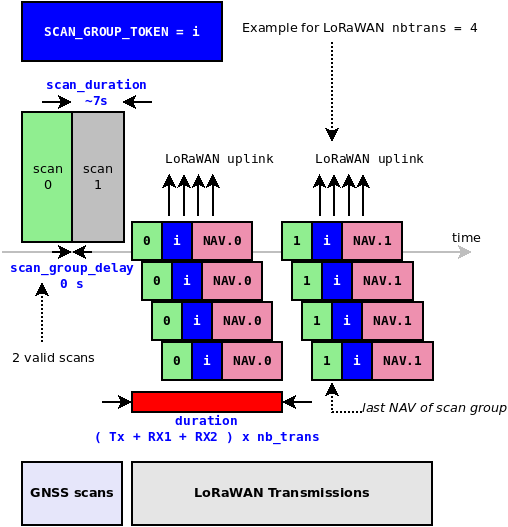 SCAN_GROUP_TOKEN = i
Example for LoRaWAN nbtrans = 4
scan_duration
~7s
scan
0
scan
1
LoRaWAN uplink
LoRaWAN uplink
0 i NAV.0
1 i NAV.1
time
0 i NAV.0
1 i NAV.1
scan_group_delay
0 s
0 i NAV.0
1 i NAV.1
2 valid scans
0 i NAV.0
1 i NAV.1
last NAV of scan group
duration
( Tx + RX1 + RX2 ) x nb_trans
GNSS scans
LoRaWAN Transmissions